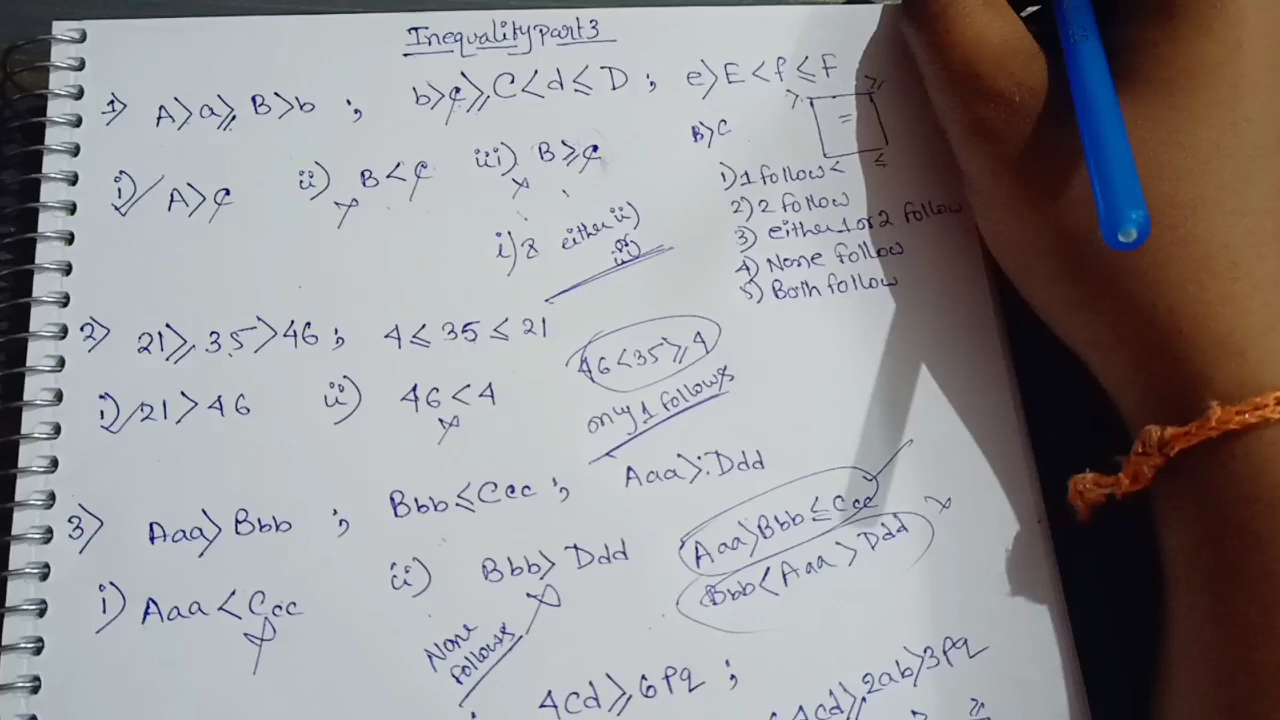 Inequality part 3
1) A>a≥B>b ; b>¢≥C<d≤D ; e>E<f≤F
i) A>¢ ii) B<¢ iii) B≥¢
B>C
> ≥
=
≤
i) & either ii) or iii)
1) 1 follow <
2) 2 follow
3) either 1 or 2 follow
4) None follow
5) Both follow
2) 21≥35>46 ; 4≤35≤21
46<35≥4
i) 21>46 ii) 46<4
only 1 follows
3) Aaa>Bbb ; Bbb≤Ccc ; Aaa>Ddd
Aaa>Bbb≤Ccc
Bbb<Aaa>Ddd
i) Aaa<Ccc ii) Bbb>Ddd
None follows
4cd≥6pq ;
4cd≥2ab>3pq